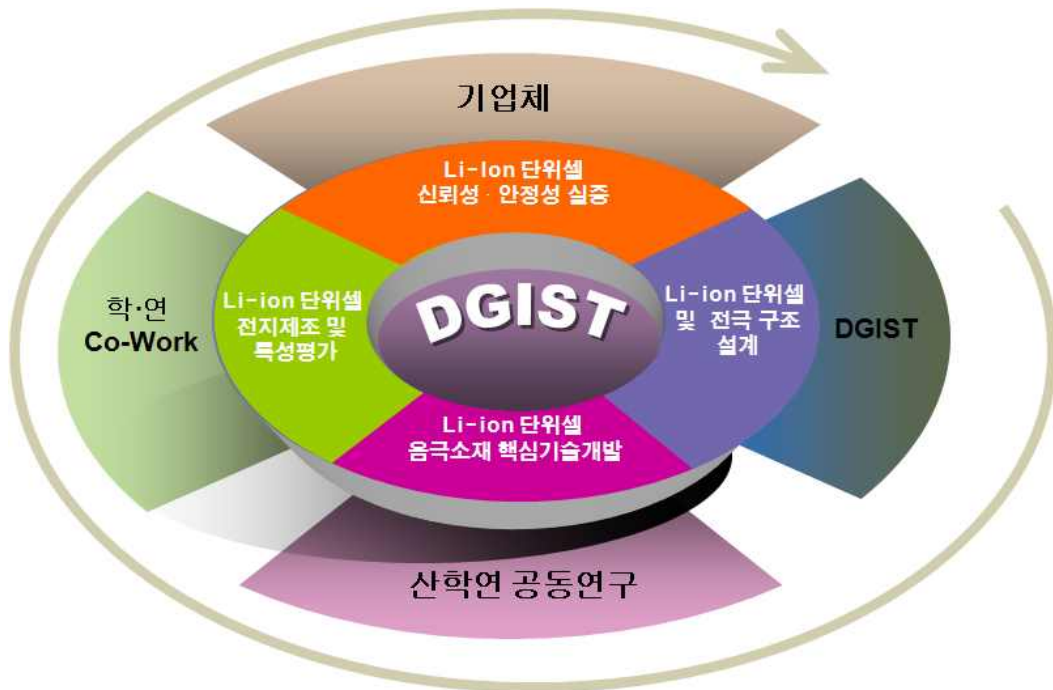 기업체
Li-Ion 단위셀
신뢰성 · 안정성 실증
학·연
Co-Work
Li-ion 단위셀
전지제조 및
특성평가
DGIST
Li-ion 단위셀
및 전극 구조
설계
DGIST
Li-ion 단위셀
음극소재 핵심기술개발
산학연 공동연구